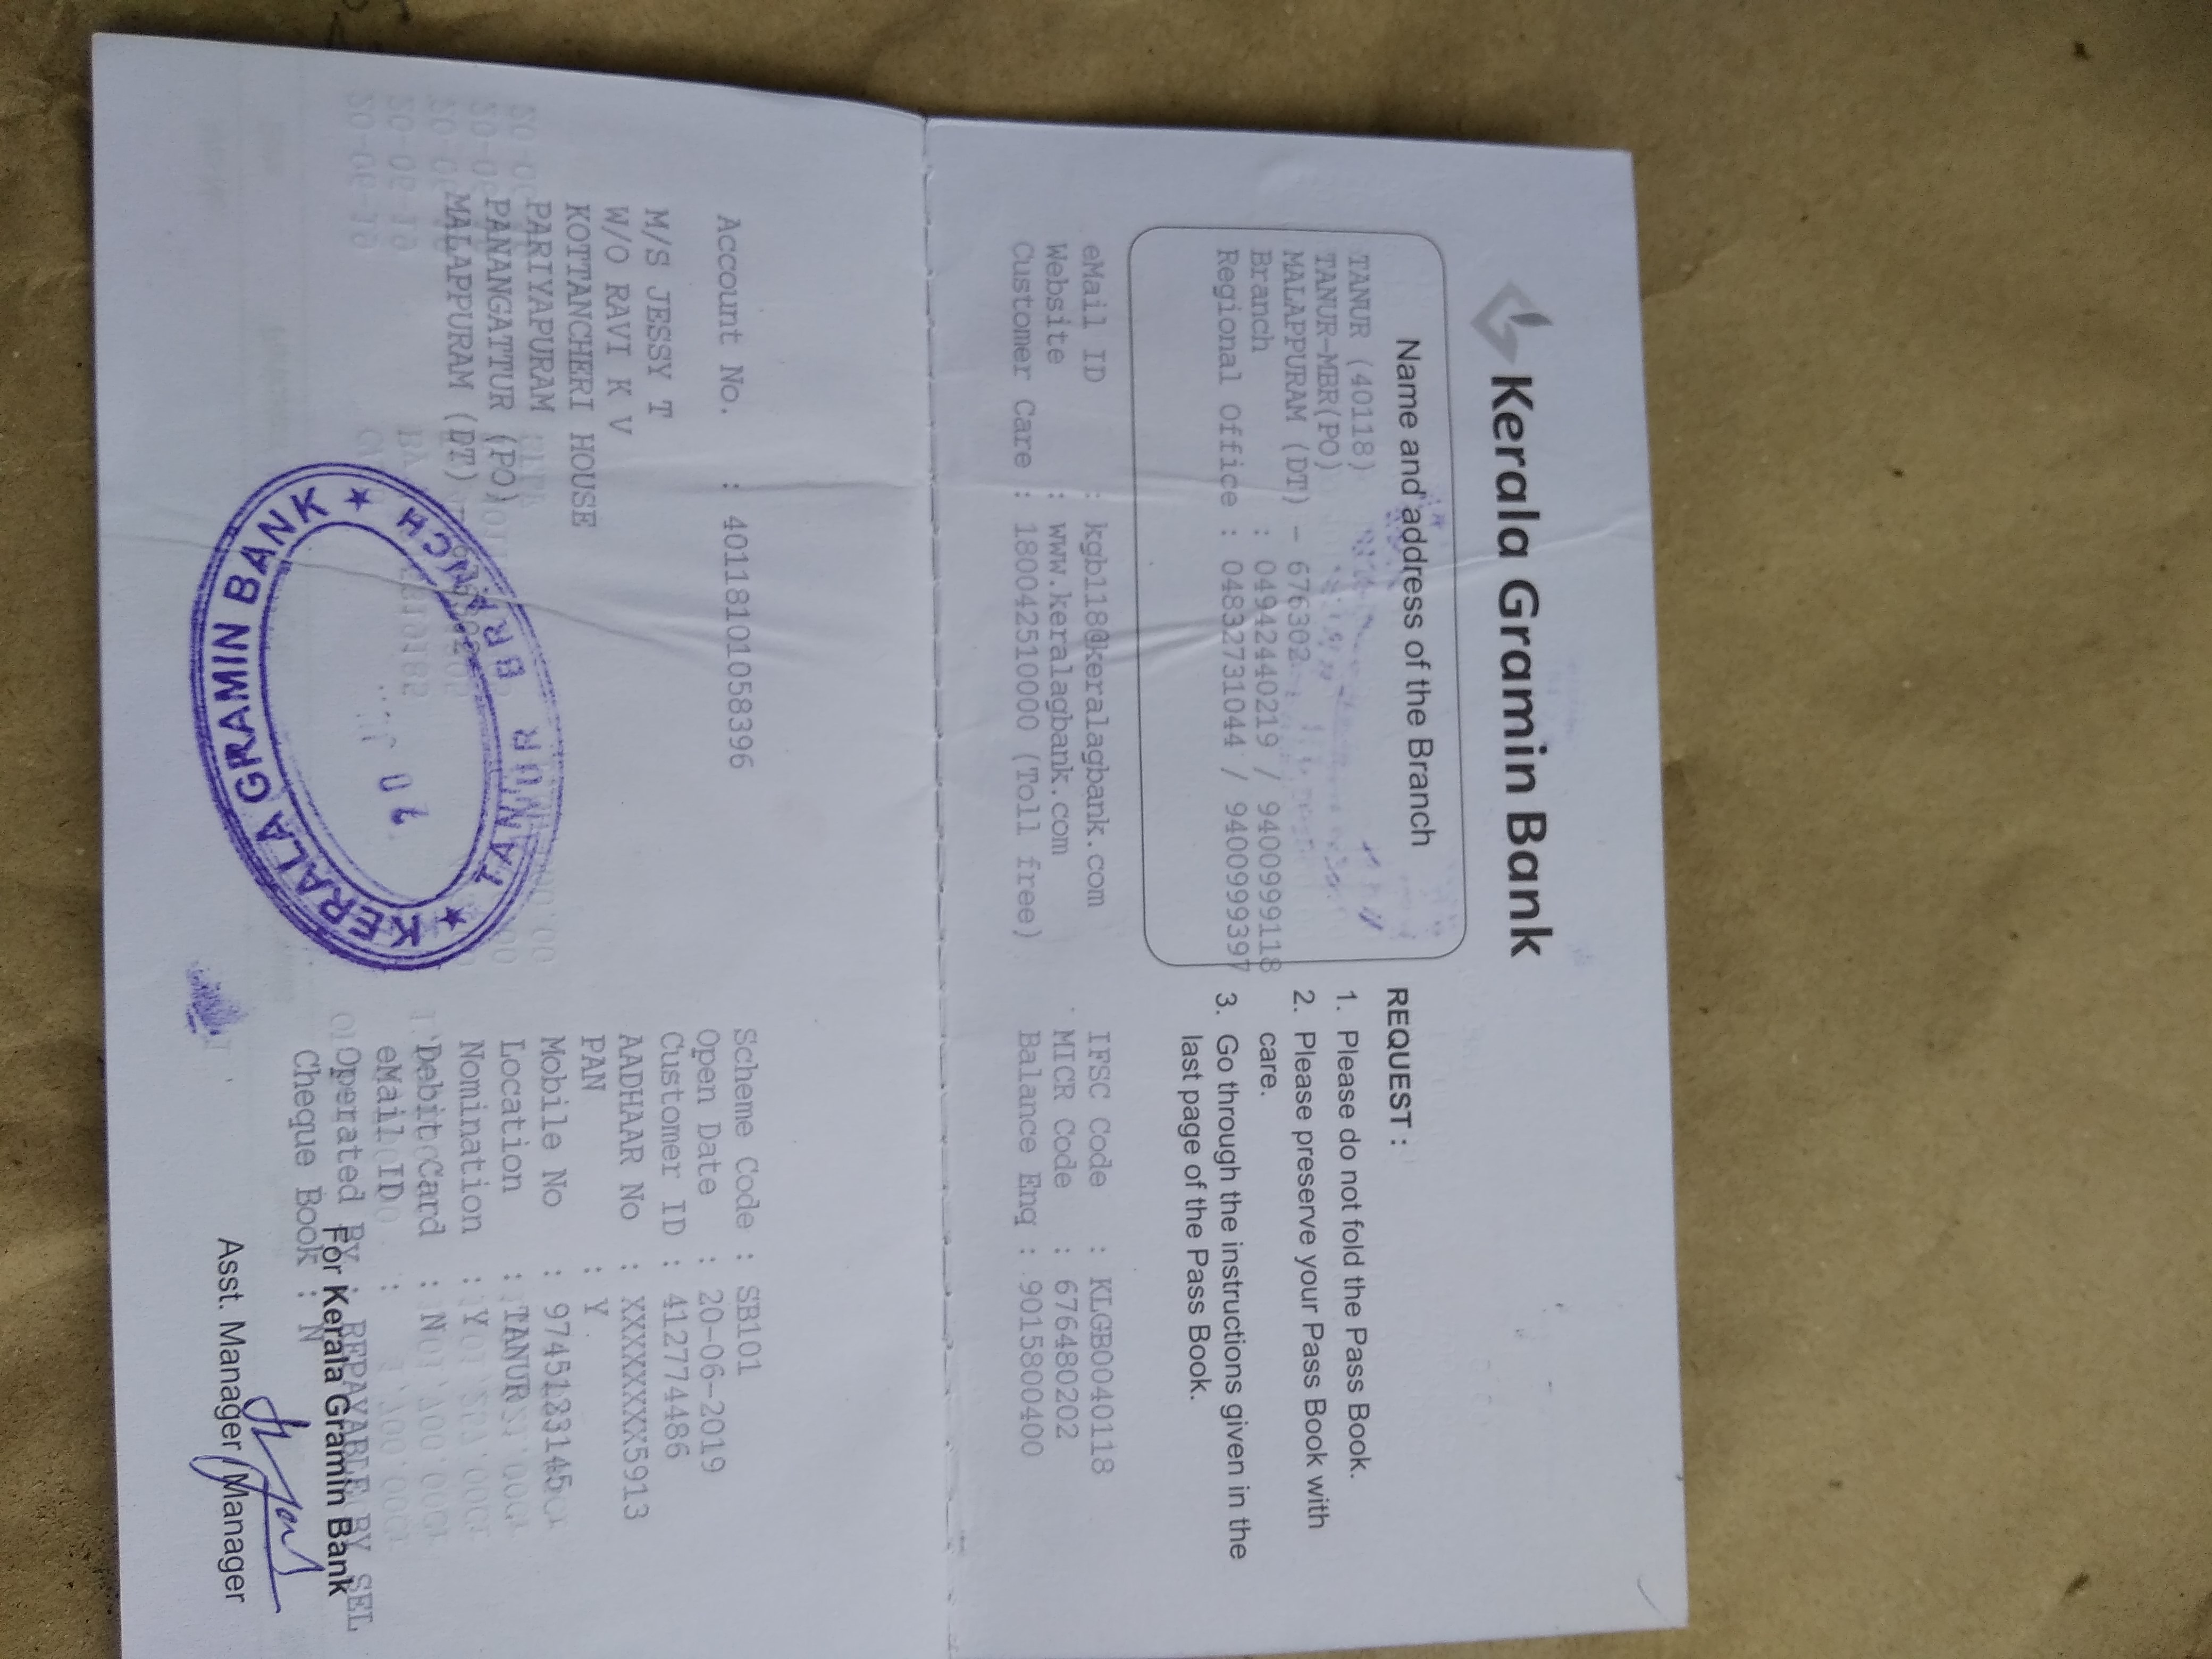 Kerala Gramin Bank
Name and address of the Branch
TANUR (40118)
TANUR-MBR(PO)
MALAPPURAM (DT) - 676302
Branch : 04942440219 / 9400999118
Regional Office : 04832731044 / 9400999397
REQUEST :
1. Please do not fold the Pass Book.
2. Please preserve your Pass Book with
care.
3. Go through the instructions given in the
last page of the Pass Book.
eMail ID : kgb118@keralagbank.com IFSC Code : KLGB0040118
Website : www.keralagbank.com MICR Code : 676480202
Customer Care : 180042510000 (Toll free) Balance Enq : 9015800400
Account No. : 40118101058396
M/S JESSY T
W/O RAVI K V
KOTTANCHERI HOUSE
PARIYAPURAM
PANANGATTUR (PO)
MALAPPURAM (DT)
Scheme Code : SB101
Open Date : 20-06-2019
Customer ID : 412774486
AADHAAR No : XXXXXXXX5913
PAN : Y
Mobile No : 9745123145
Location : TANUR
Nomination : Y
Debit Card : N
eMail ID :
Operated BY : REPAYABLE BY SEL
Cheque Book : N
For Kerala Gramin Bank
Asst. Manager / Manager
KERALA GRAMIN BANK
TANUR BRANCH